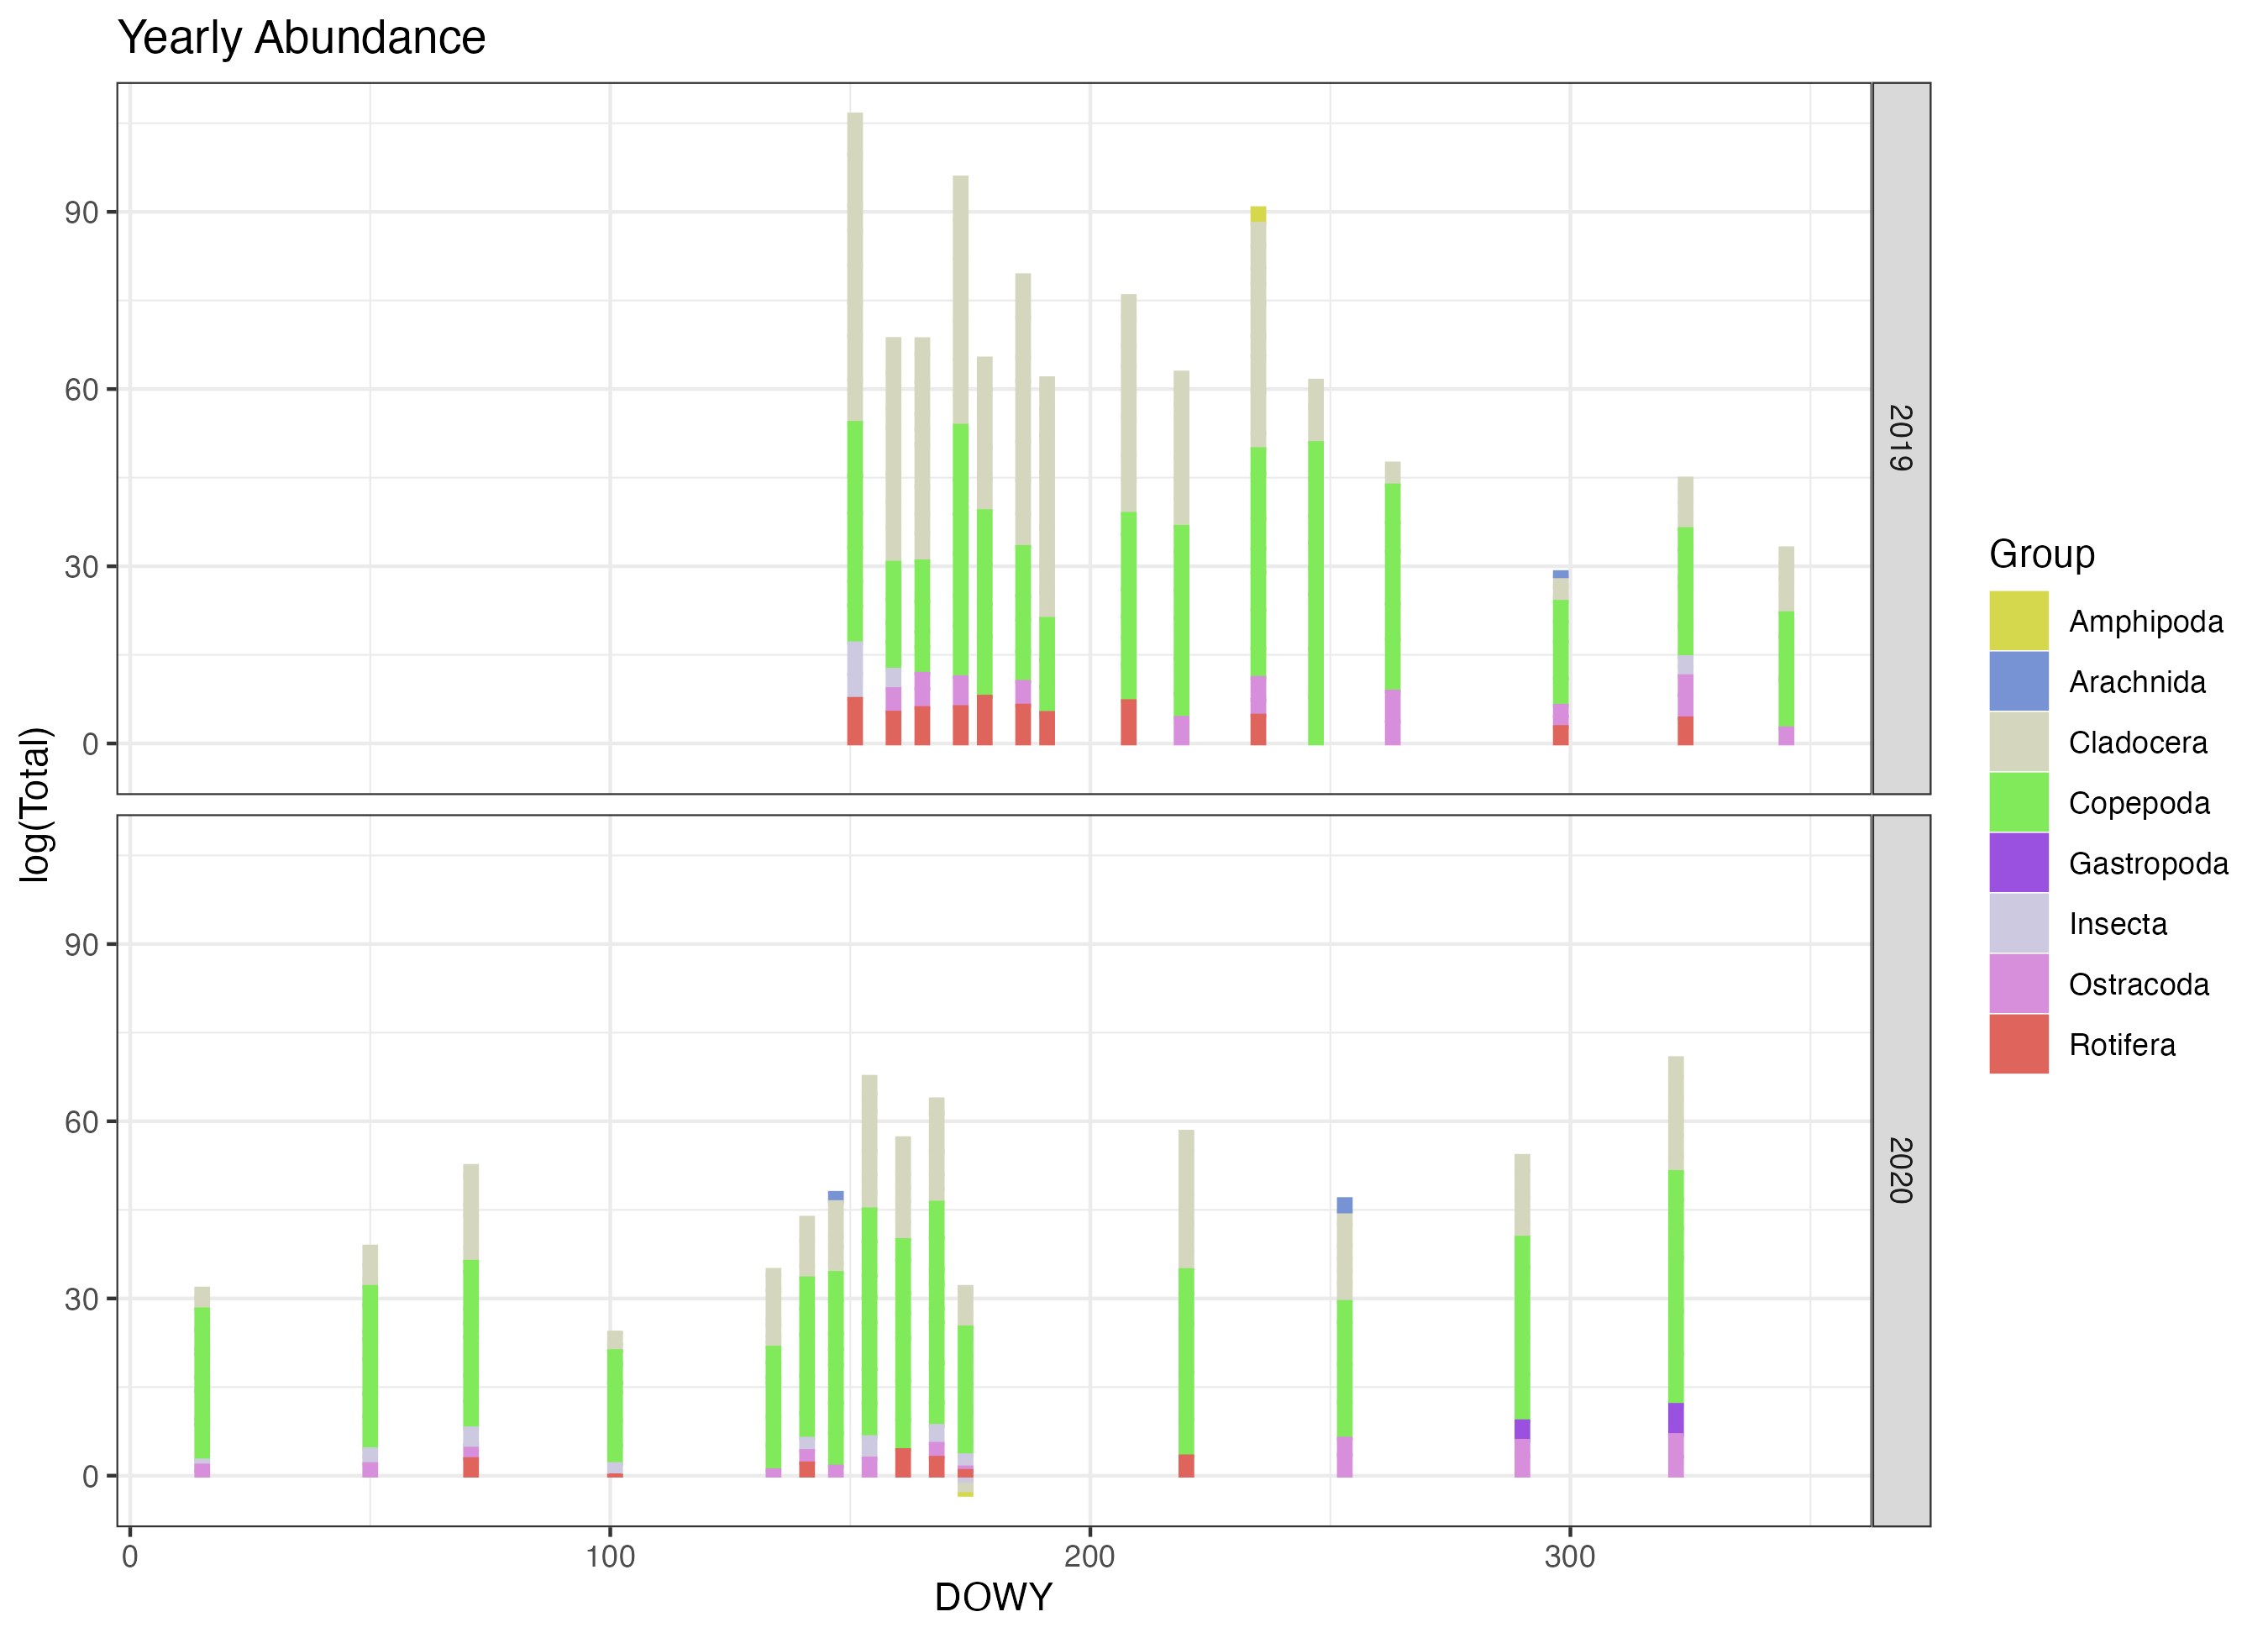 Yearly Abundance
log(Total)
90
60
30
0
2019
90
60
30
0
2020
0 100 200 300
DOWY
Group
Amphipoda
Arachnida
Cladocera
Copepoda
Gastropoda
Insecta
Ostracoda
Rotifera